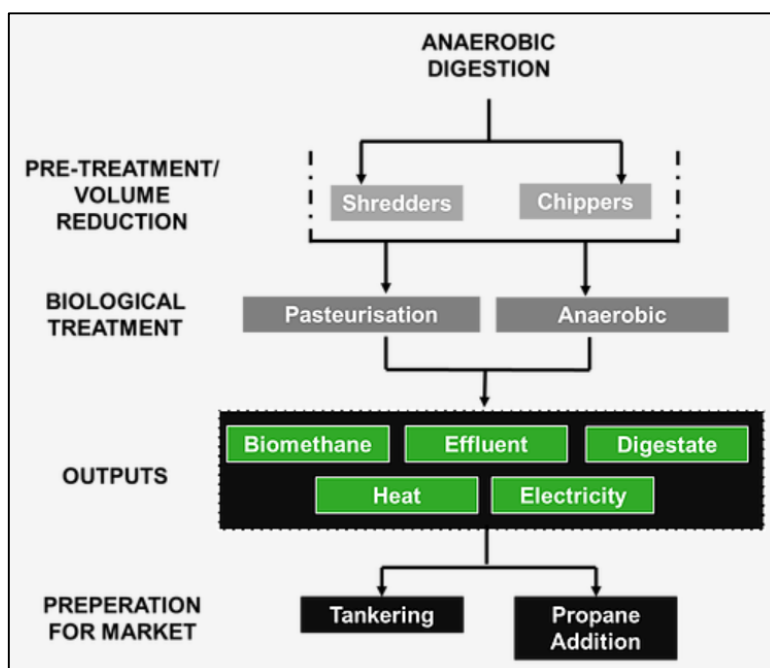 ANAEROBIC
DIGESTION
PRE-TREATMENT/
VOLUME
REDUCTION
Shredders
Chippers
BIOLOGICAL
TREATMENT
Pasteurisation
Anaerobic
OUTPUTS
Biomethane
Effluent
Digestate
Heat
Electricity
PREPERATION
FOR MARKET
Tankering
Propane
Addition